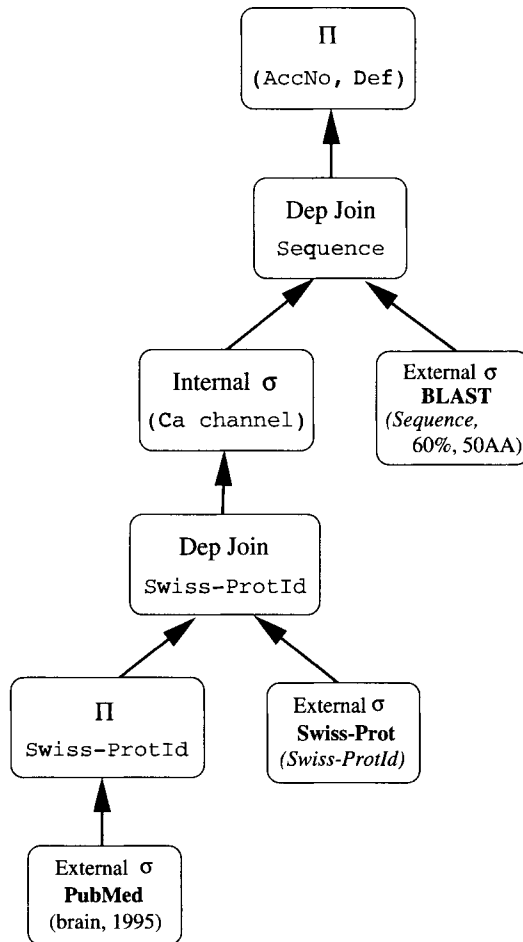 Π
(AccNo, Def)
Dep Join
Sequence
Internal σ
(Ca channel)
External σ
BLAST
(Sequence,
60%, 50AA)
Dep Join
Swiss-ProtId
Π
Swiss-ProtId
External σ
Swiss-Prot
(Swiss-ProtId)
External σ
PubMed
(brain, 1995)